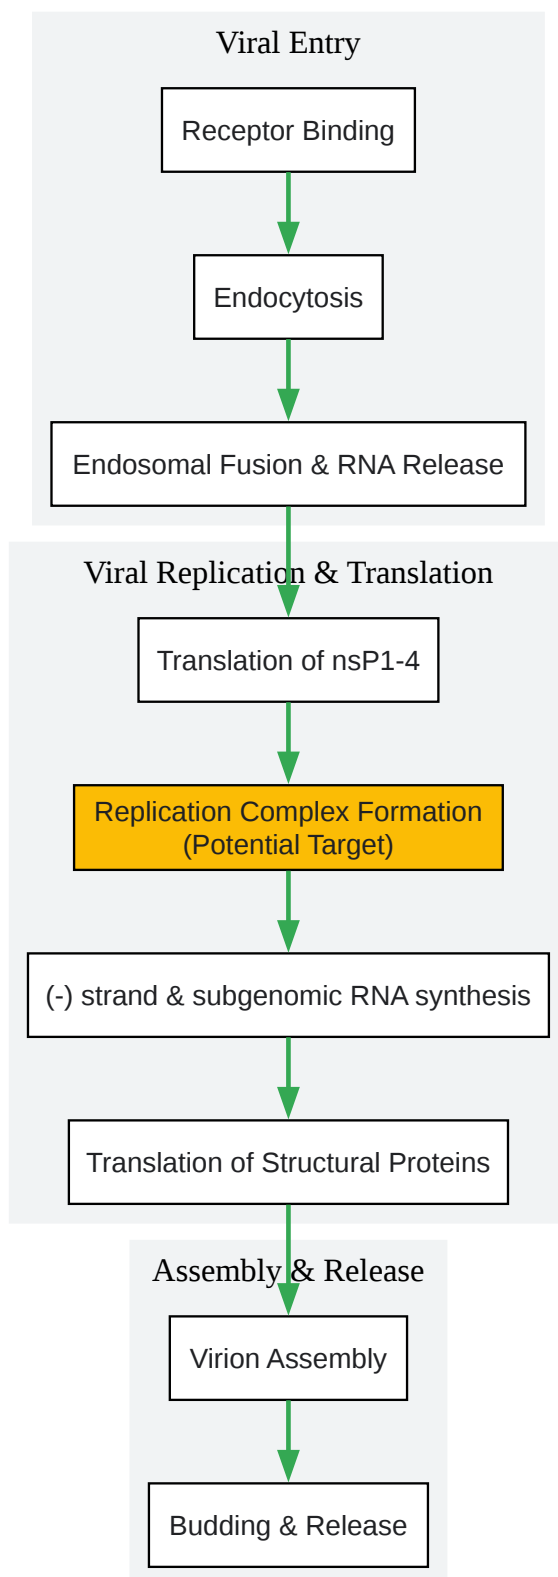 Viral Entry
Receptor Binding
Endocytosis
Endosomal Fusion & RNA Release
Viral Replication & Translation
Translation of nsP1-4
Replication Complex Formation
(Potential Target)
(-) strand & subgenomic RNA synthesis
Translation of Structural Proteins
Assembly & Release
Virion Assembly
Budding & Release